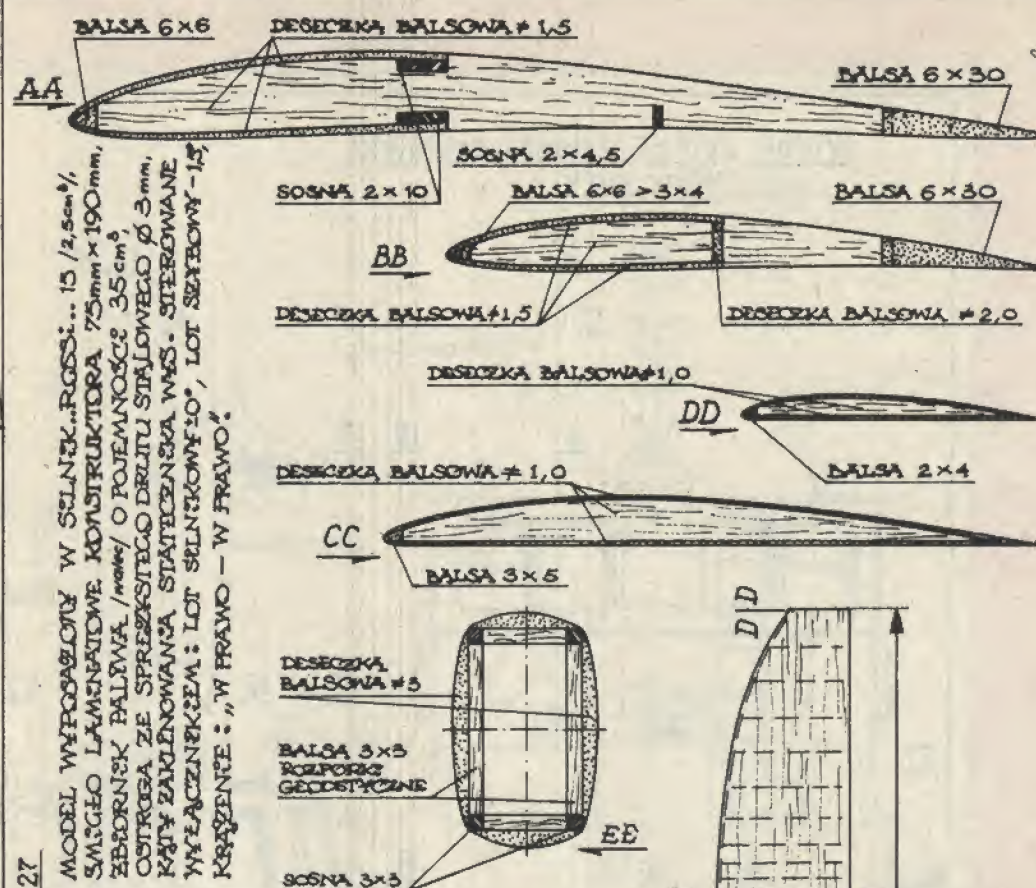 BALSA 6×6
DESECZKA BALSOWA ≠ 1,5
AA
BALSA 6×30
SOSNA 2×4,5
SOSNA 2×10
BALSA 6×6 > 3×4
BALSA 6×30
BB
DESECZKA BALSOWA ≠ 1,5
DESECZKA BALSOWA ≠ 2,0
DESECZKA BALSOWA ≠ 1,0
DD
BALSA 2×4
DESECZKA BALSOWA ≠ 1,0
CC
BALSA 3×5
DESECZKA
BALSOWA ≠3
BALSA 3×3
ROZPORKI
GEODETYCZNE
EE
SOSNA 3×3
D D
27
MODEL WYPOSAŻONY W SILNIK „ROSSI" 15 /2,5cm³/,
ŚMIGŁO LAMINATOWE KONSTRUKTORA 75mm×190mm,
ZBIORNIK PALIWA O POJEMNOŚCI 35cm³,
OSTROGA ZE SPRĘŻYSTEGO DRUTU STALOWEGO Ø 3mm,
KĄTY ZAKLINOWANIA STATECZNIKA WYS. STEROWANE
WYŁĄCZNIKIEM: LOT SILNIKOWY ±0°, LOT SZYBOWY -1,5°,
KRĄŻENIE: „W PRAWO – W PRAWO".